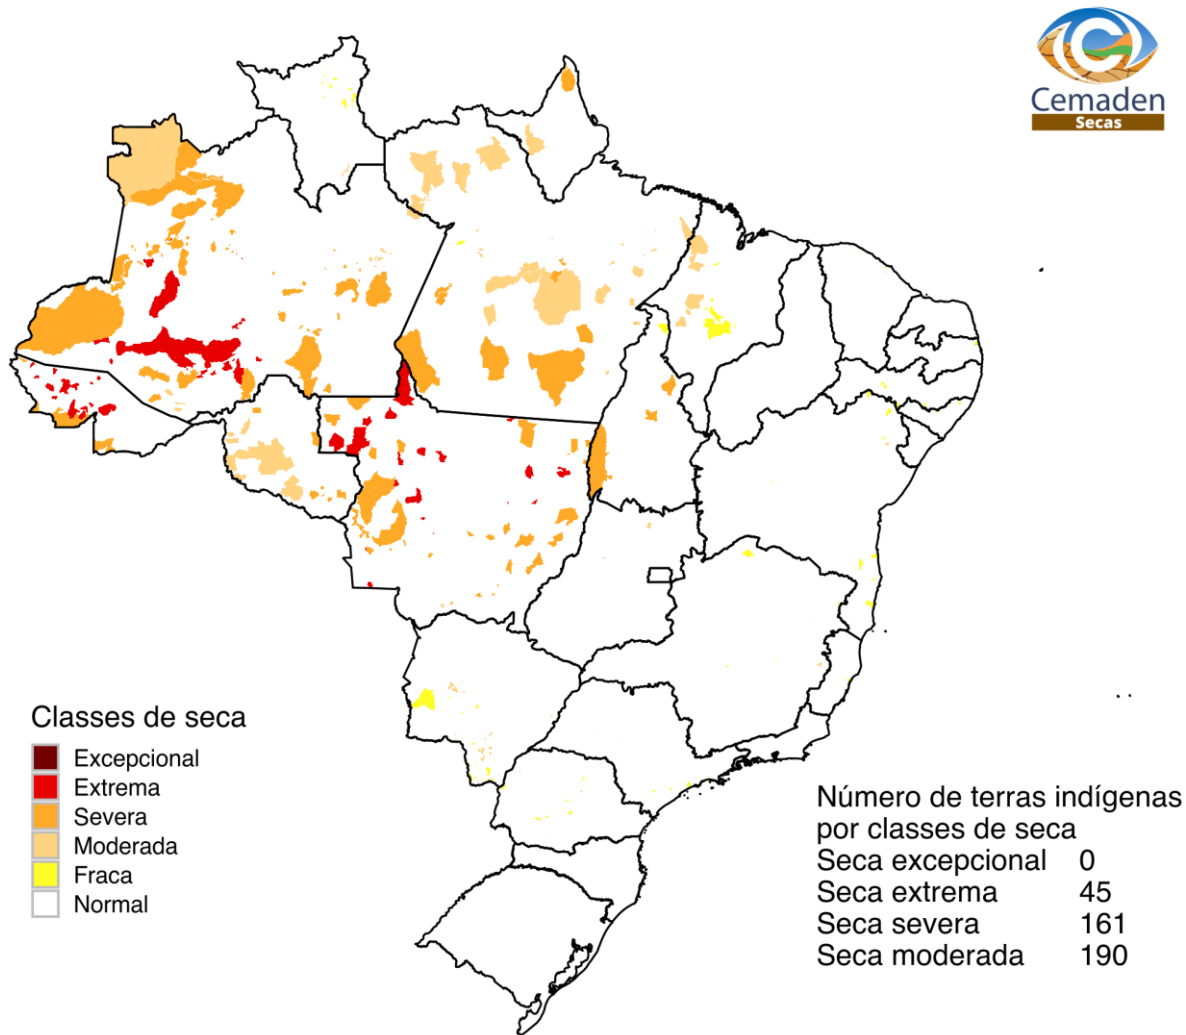 Cemaden
Secas
Classes de seca
Excepcional
Extrema
Severa
Moderada
Fraca
Normal
Número de terras indígenas
por classes de seca
Seca excepcional 0
Seca extrema 45
Seca severa 161
Seca moderada 190